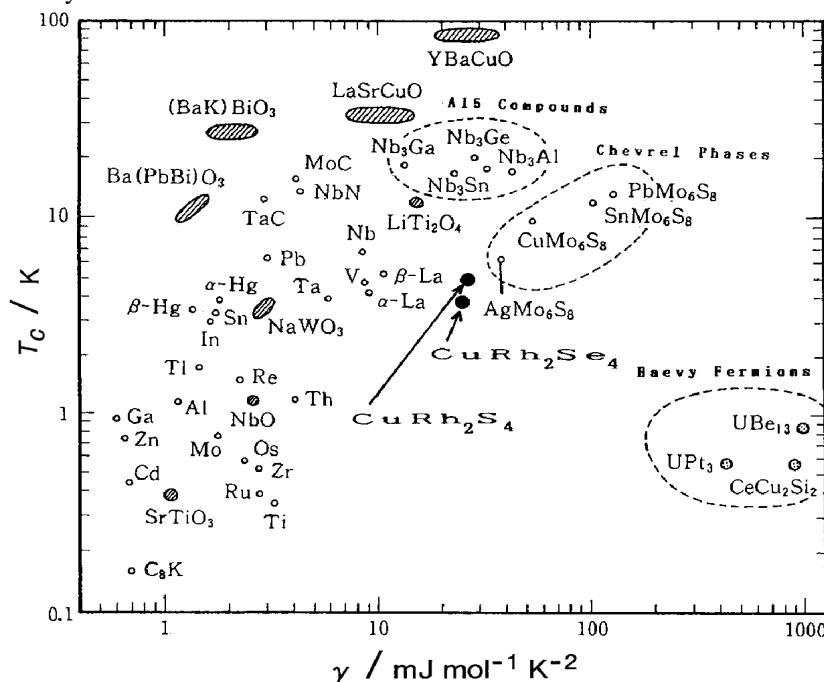 100
YBaCuO
LaSrCuO
A15 Compounds
(BaK)BiO₃
Nb₃Ge
Nb₃Ga
Nb₃Al
Chevrel Phases
MoC
Ba(PbBi)O₃
Nb₃Sn
PbMo₆S₈
NbN
TaC
LiTi₂O₄
SnMo₆S₈
10
Nb
CuMo₆S₈
Pb
α-Hg
Ta
V
β-La
β-Hg
Sn
α-La
AgMo₆S₈
NaWO₃
In
CuRh₂Se₄
Tl
Re
Haevy Fermions
Al
Th
1
Ga
NbO
CuRh₂S₄
UBe₁₃
Zn
Mo
Os
UPt₃
Cd
Zr
CeCu₂Si₂
Ru
SrTiO₃
Ti
C₈K
0.1
1
10
100
1000
T_C / K
γ / mJ mol⁻¹ K⁻²